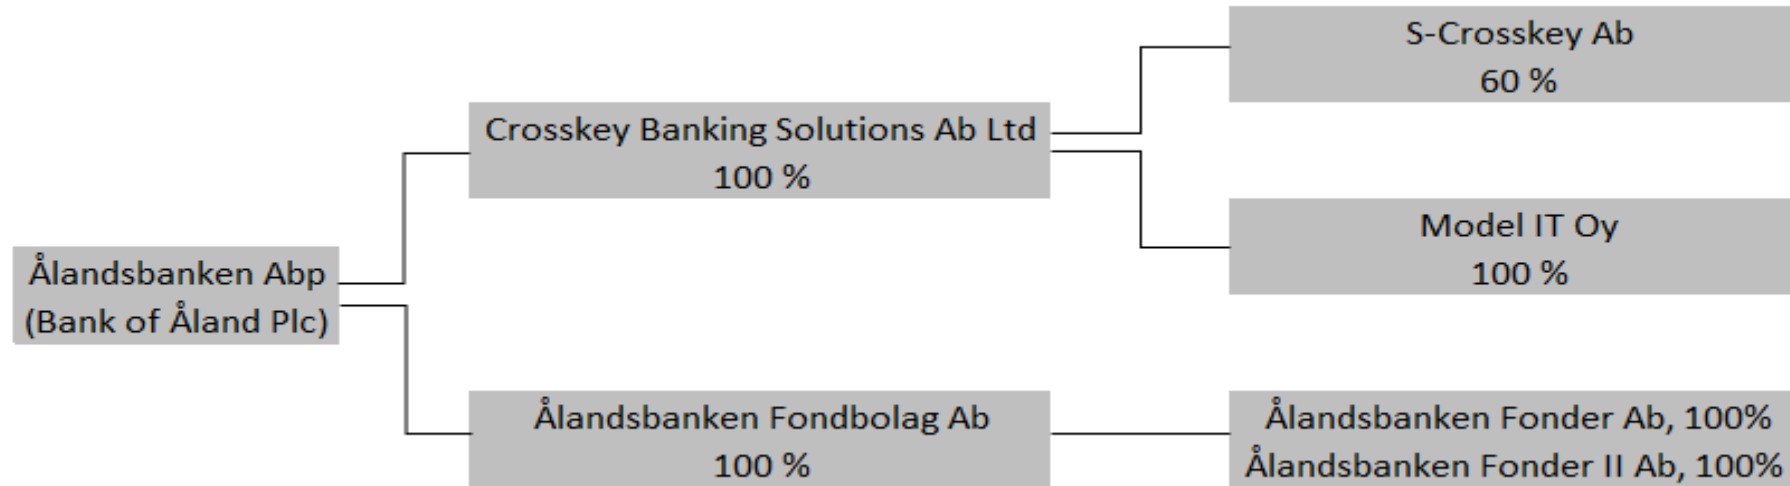 Ålandsbanken Abp
(Bank of Åland Plc)
Crosskey Banking Solutions Ab Ltd
100 %
S-Crosskey Ab
60 %
Model IT Oy
100 %
Ålandsbanken Fondbolag Ab
100 %
Ålandsbanken Fonder Ab, 100%
Ålandsbanken Fonder II Ab, 100%